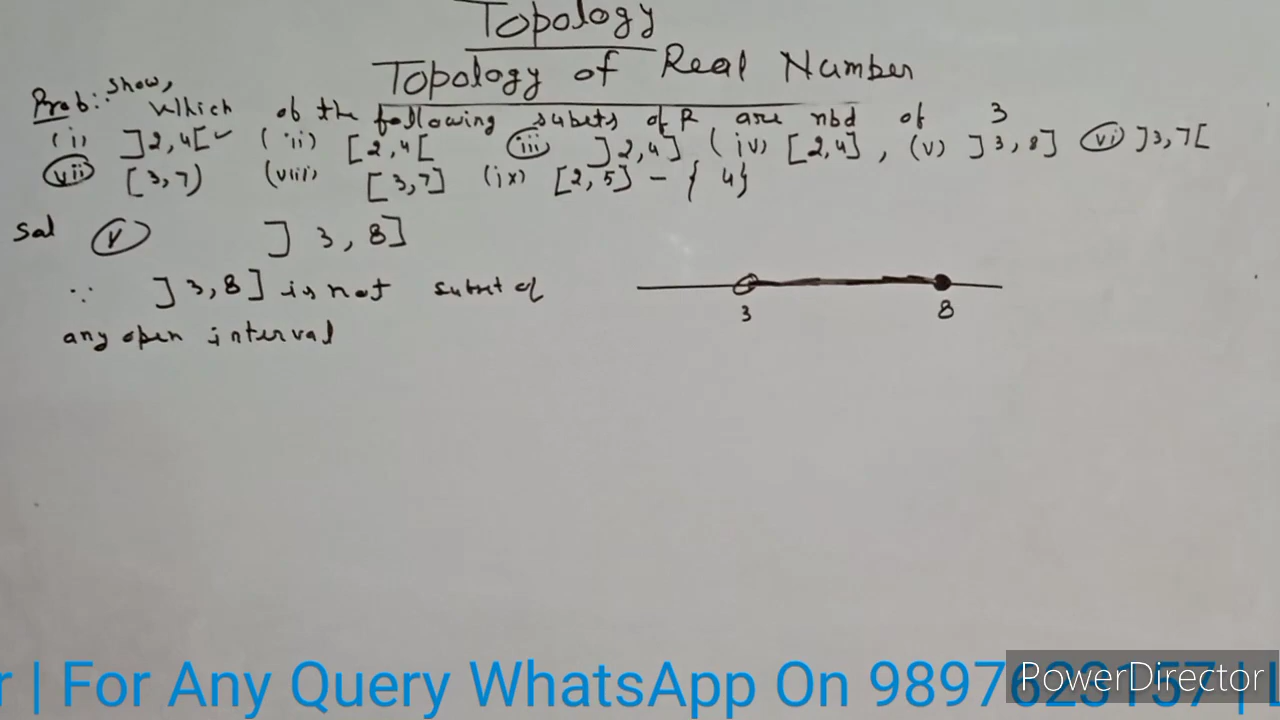 Topology
Topology of Real Number
Prob:- Show, Which of the following subets of R are nbd of 3
(i) ]2,4[ ✓ (ii) [2,4[ (iii) ]2,4] (iv) [2,4] , (v) ]3,8] (vi) ]3,7[
(vii) [3,7) (viii) [3,7] (ix) [2,5] - { 4}
Sol (v) ]3,8]
∵ ]3,8] is not subset of
any open interval
3 8
r | For Any Query WhatsApp On 9897623157 | L
PowerDirector